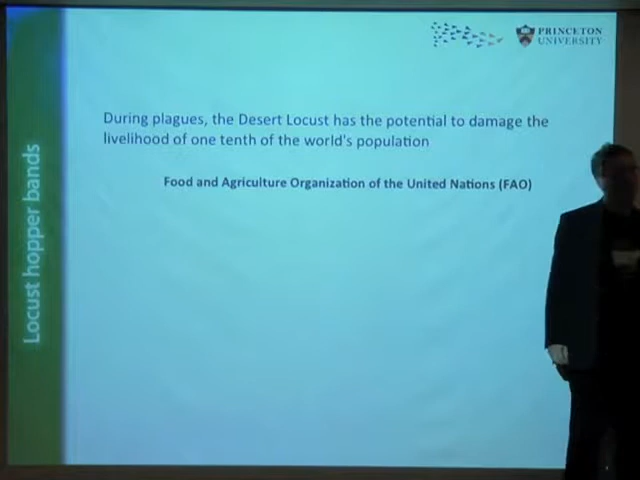 PRINCETON
UNIVERSITY
During plagues, the Desert Locust has the potential to damage the
livelihood of one tenth of the world's population
Food and Agriculture Organization of the United Nations (FAO)
Locust hopper bands